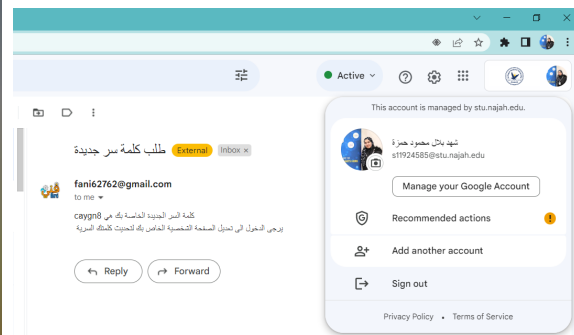 Active
This account is managed by stu.najah.edu.
شهد بلال محمود حمزة
s11924585@stu.najah.edu
Manage your Google Account
Recommended actions
Add another account
Sign out
Privacy Policy • Terms of Service
طلب كلمة سر جديدة External Inbox ×
fani62762@gmail.com
to me
كلمة السر الجديدة الخاصة بك هي caygn8
يرجى الدخول الى تعديل الصفحة الشخصية الخاص بك لتحديث كلمتك السرية
Reply
Forward